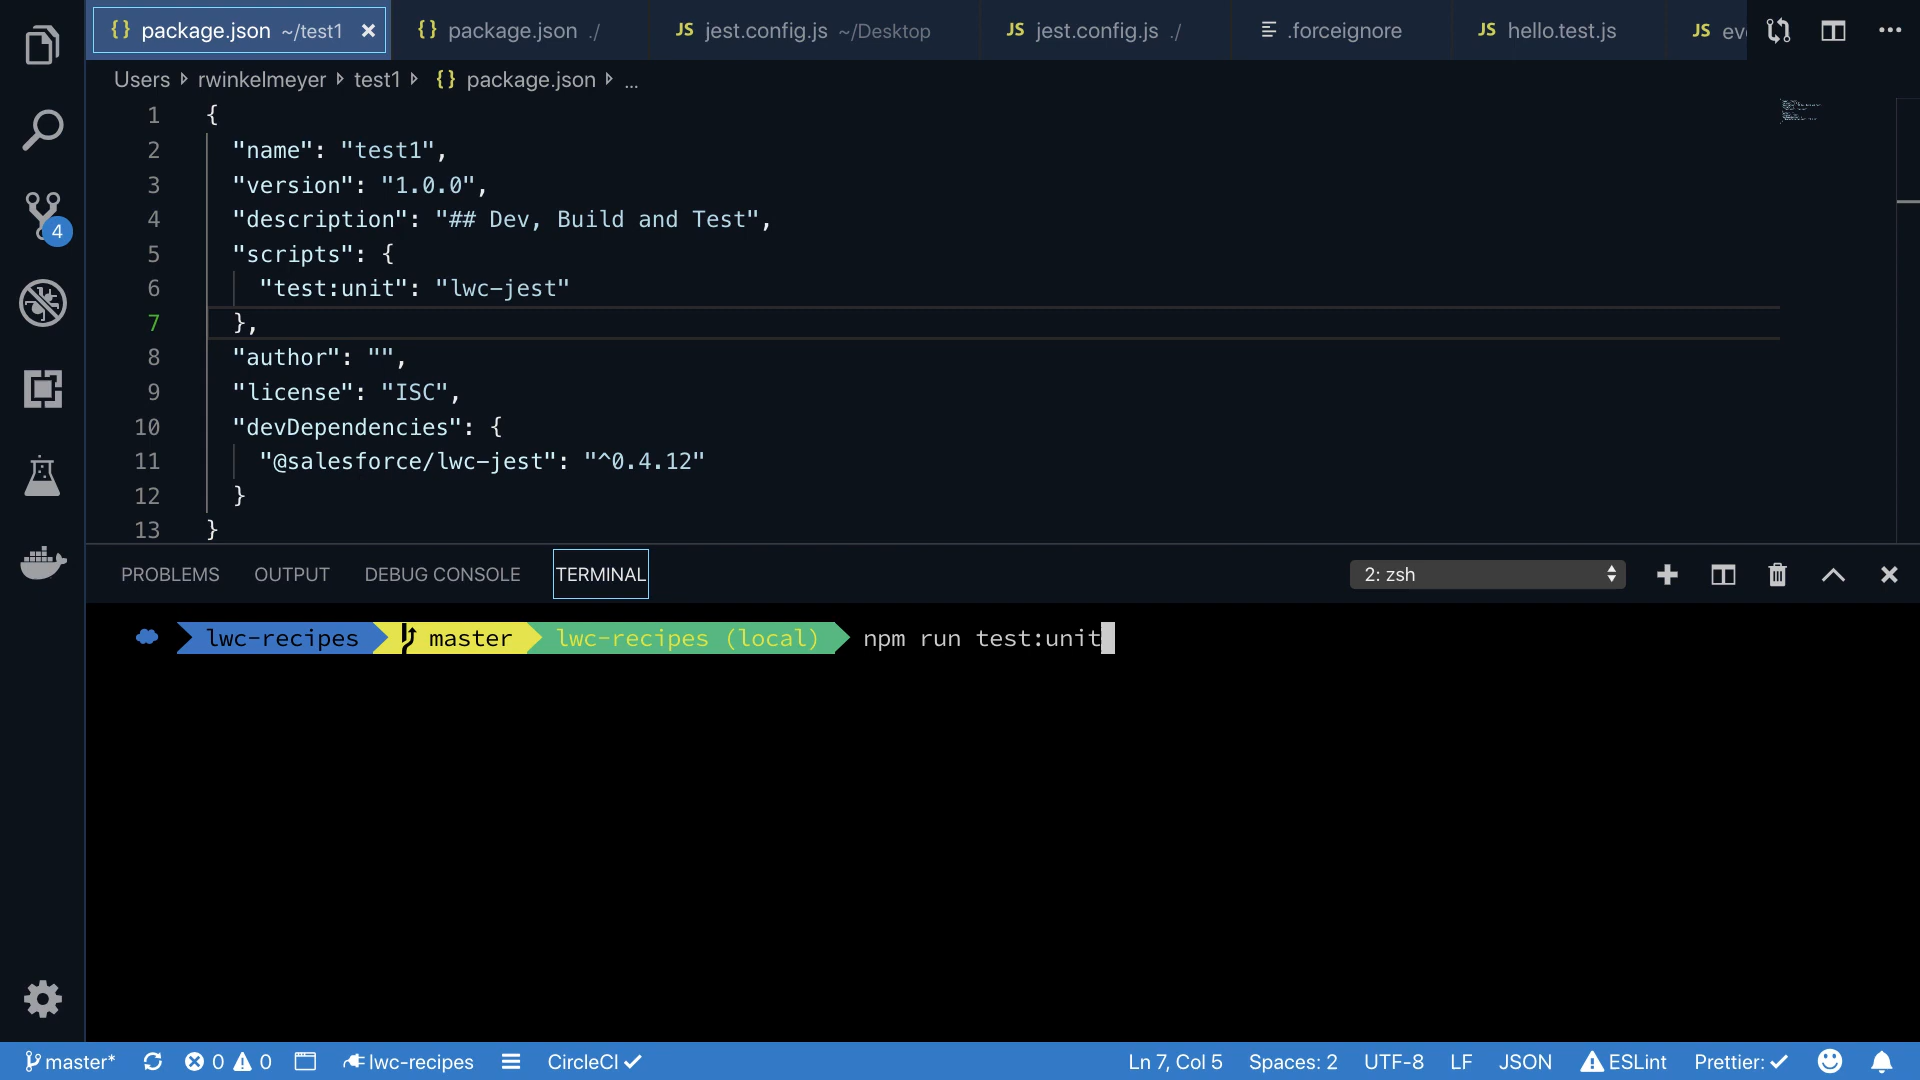 {} package.json ~/test1 ×
{} package.json ./
JS jest.config.js ~/Desktop
JS jest.config.js ./
.forceignore
JS hello.test.js
JS eve
Users rwinkelmeyer test1 {} package.json ...
1 {
2 "name": "test1",
3 "version": "1.0.0",
4 "description": "## Dev, Build and Test",
5 "scripts": {
6 "test:unit": "lwc-jest"
7 },
8 "author": "",
9 "license": "ISC",
10 "devDependencies": {
11 "@salesforce/lwc-jest": "^0.4.12"
12 }
13 }
4
PROBLEMS OUTPUT DEBUG CONSOLE TERMINAL 2: zsh
lwc-recipes master lwc-recipes (local) npm run test:unit
master* 0 0 lwc-recipes CircleCI Ln 7, Col 5 Spaces: 2 UTF-8 LF JSON ESLint Prettier: